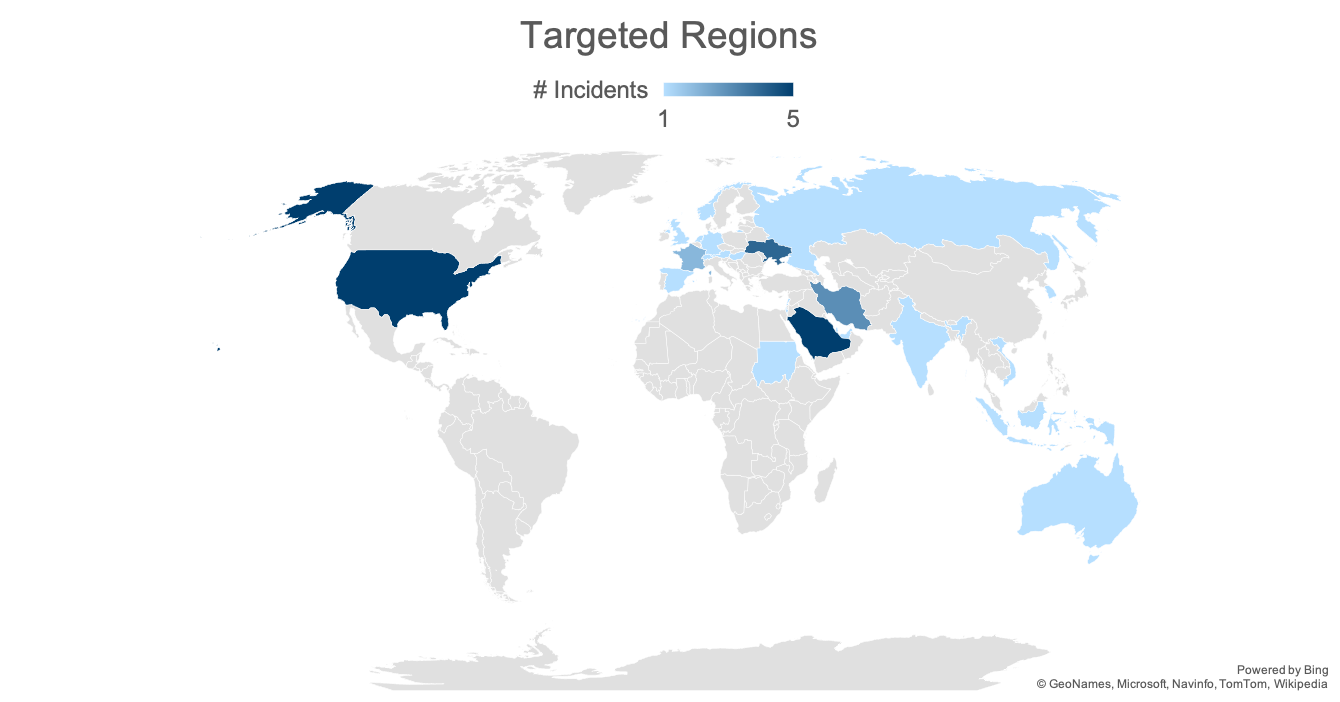 Targeted Regions
# Incidents
1 5
Powered by Bing
© GeoNames, Microsoft, Navinfo, TomTom, Wikipedia